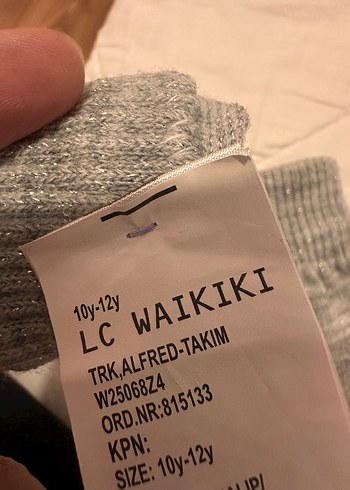 10y-12y
LC WAIKIKI
TRK,ALFRED-TAKIM
W25068Z4
ORD.NR:815133
KPN:
SIZE: 10y-12y